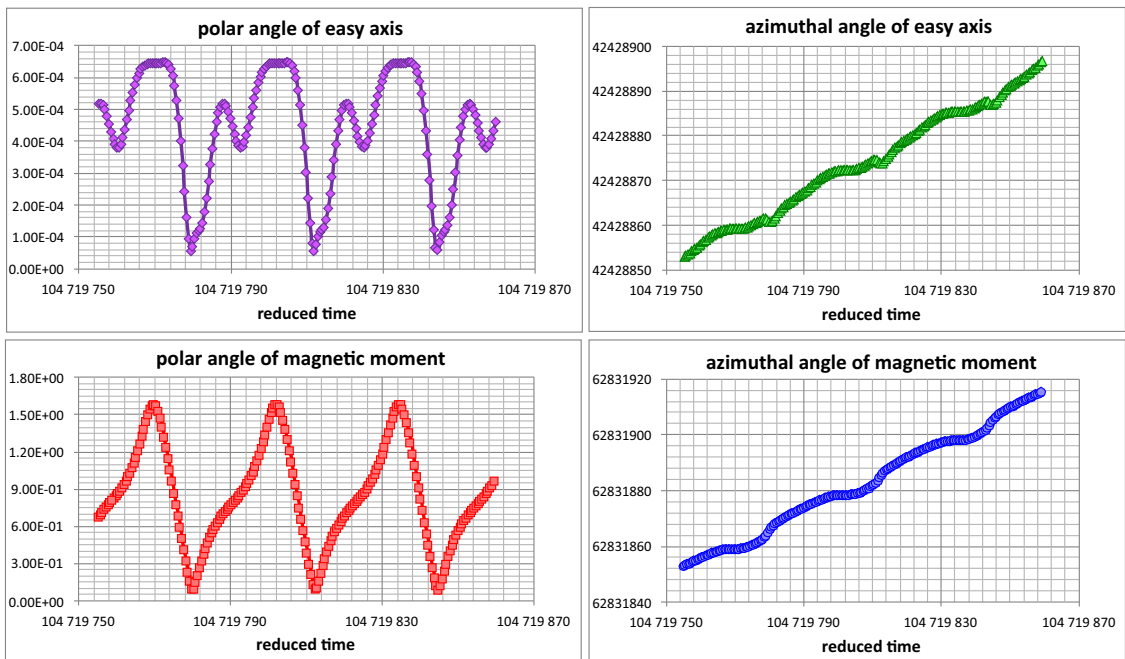 polar angle of easy axis
7.00E-04
6.00E-04
5.00E-04
4.00E-04
3.00E-04
2.00E-04
1.00E-04
0.00E+00
104 719 750
104 719 790
104 719 830
104 719 870
reduced time
azimuthal angle of easy axis
42428900
42428890
42428880
42428870
42428860
42428850
104 719 750
104 719 790
104 719 830
104 719 870
reduced time
polar angle of magnetic moment
1.80E+00
1.50E+00
1.20E+00
9.00E-01
6.00E-01
3.00E-01
0.00E+00
104 719 750
104 719 790
104 719 830
104 719 870
reduced time
azimuthal angle of magnetic moment
62831920
62831900
62831880
62831860
62831840
104 719 750
104 719 790
104 719 830
104 719 870
reduced time